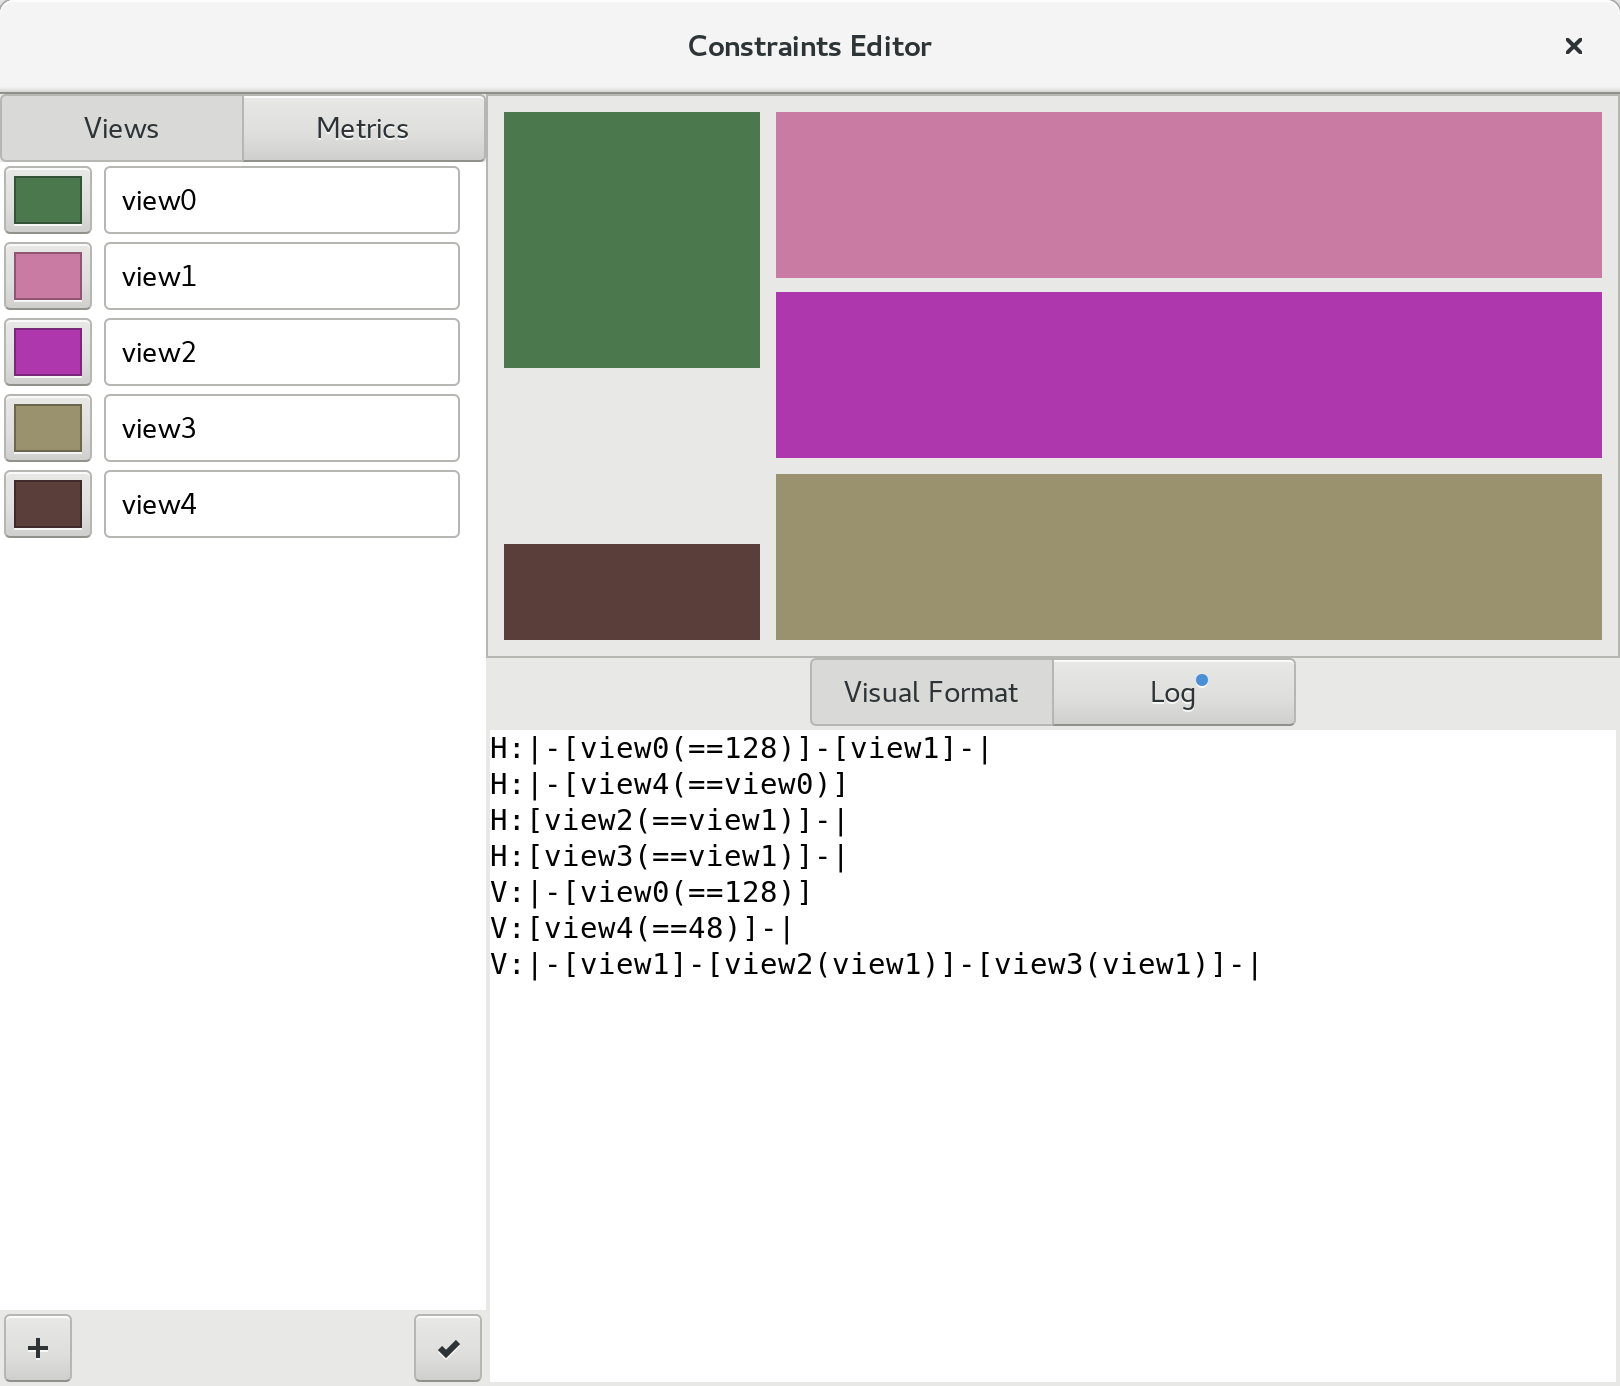 Constraints Editor
Views Metrics
view0
view1
view2
view3
view4
Visual Format Log
H:|-[view0(==128)]-[view1]-|
H:|-[view4(==view0)]
H:[view2(==view1)]-|
H:[view3(==view1)]-|
V:|-[view0(==128)]
V:[view4(==48)]-|
V:|-[view1]-[view2(view1)]-[view3(view1)]-|